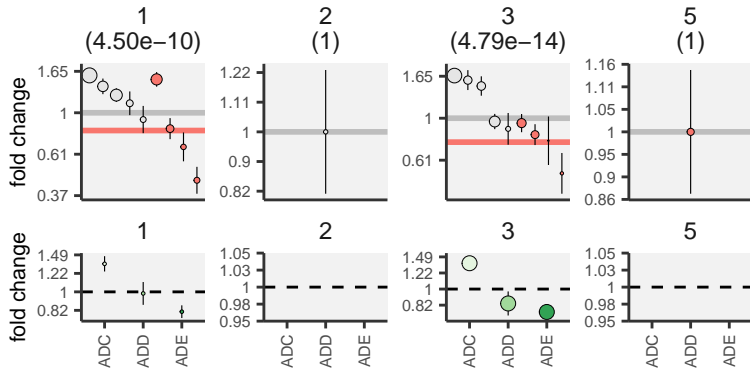 1 2 3 5
(4.50e−10) (1) (4.79e−14) (1)
fold change
1.65 1 0.61 0.37
1.22 1.11 1 0.9 0.82
1.65 1 0.61
1.16 1.11 1.05 1 0.95 0.9 0.86
1 2 3 5
fold change
1.49 1.22 1 0.82
1.05 1.03 1 0.98 0.95
1.49 1.22 1 0.82
1.05 1.03 1 0.98 0.95
ADC ADD ADE ADC ADD ADE ADC ADD ADE ADC ADD ADE